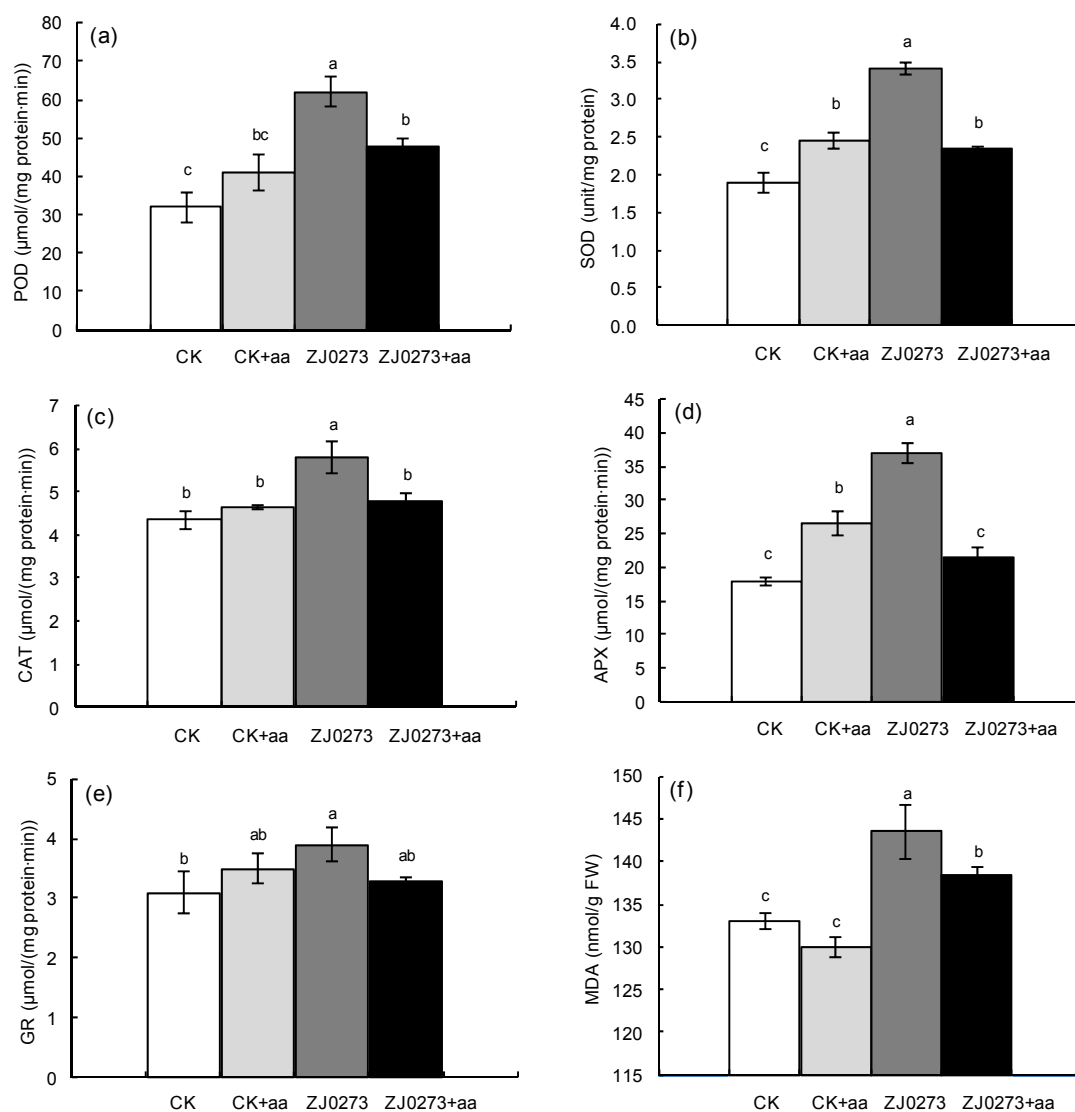 (a)
POD (μmol/(mg protein·min))
80
70
60
50
40
30
20
10
0
c
bc
a
b
CK CK+aa ZJ0273 ZJ0273+aa
(b)
SOD (unit/mg protein)
4.0
3.5
3.0
2.5
2.0
1.5
1.0
0.5
0.0
c
b
a
b
CK CK+aa ZJ0273 ZJ0273+aa
(c)
CAT (μmol/(mg protein·min))
7
6
5
4
3
2
1
0
b
b
a
b
CK CK+aa ZJ0273 ZJ0273+aa
(d)
APX (μmol/(mg protein·min))
45
40
35
30
25
20
15
10
5
0
c
b
a
c
CK CK+aa ZJ0273 ZJ0273+aa
(e)
GR (μmol/(mgprotein·min))
5
4
3
2
1
0
b
ab
a
ab
CK CK+aa ZJ0273 ZJ0273+aa
(f)
MDA (nmol/g FW)
150
145
140
135
130
125
120
115
c
c
a
b
CK CK+aa ZJ0273 ZJ0273+aa